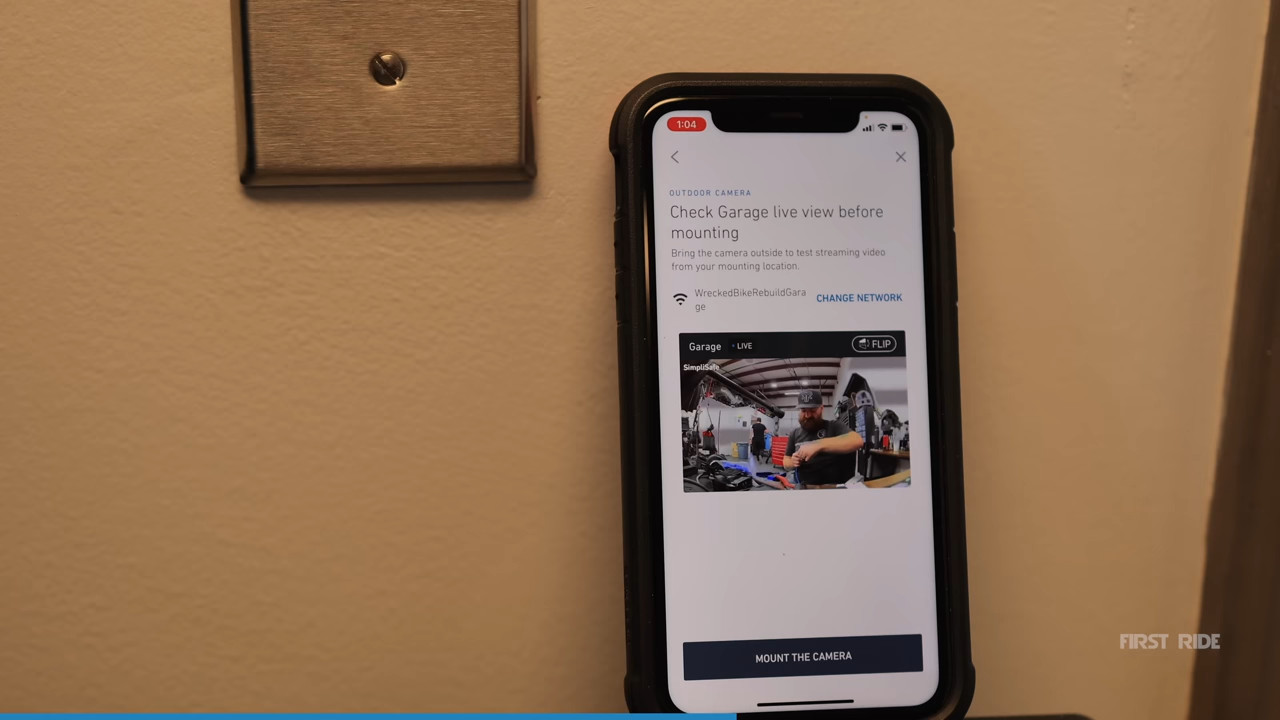 1:04
OUTDOOR CAMERA
Check Garage live view before
mounting
Bring the camera outside to test streaming video
from your mounting location.
WreckedBikeRebuildGara
ge
CHANGE NETWORK
Garage
• LIVE
FLIP
SimpliSafe
MOUNT THE CAMERA
FIRST RIDE